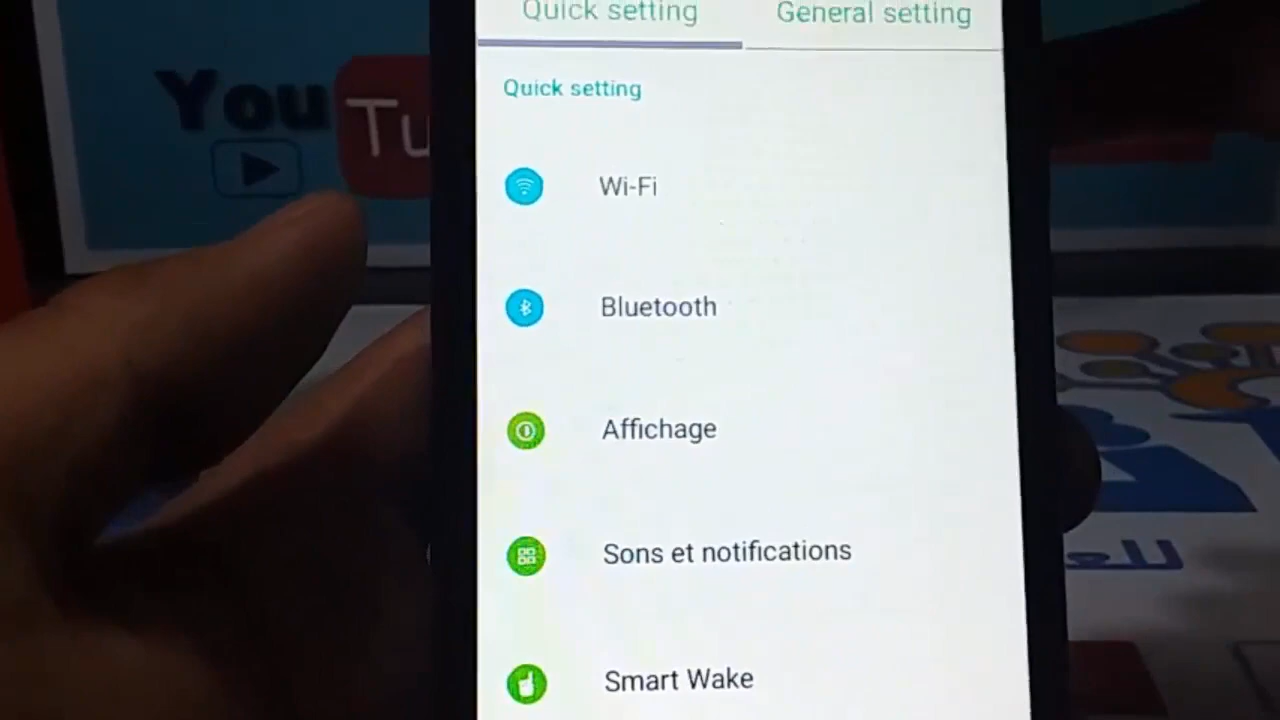 Quick setting
General setting
Quick setting
You
Tu
Wi-Fi
Bluetooth
Affichage
Sons et notifications
Smart Wake